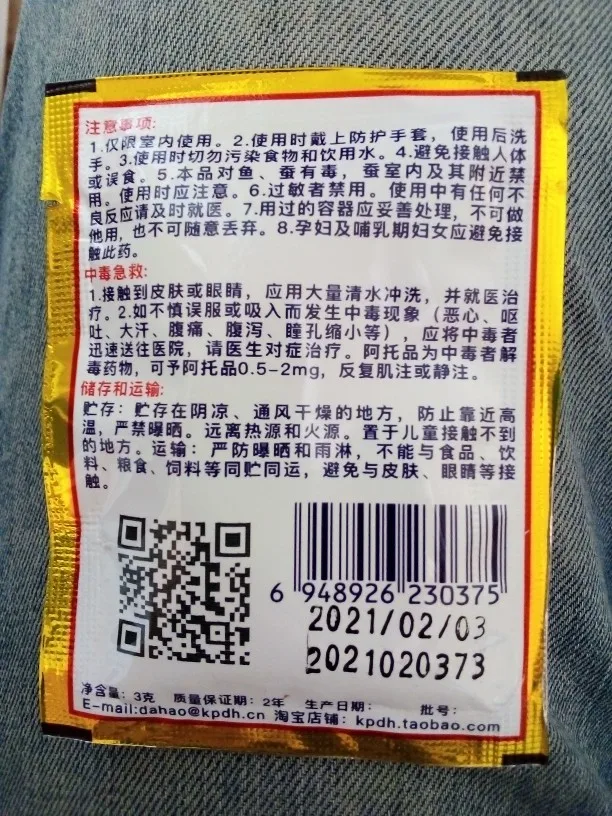 注意事项:
1.仅限室内使用。2.使用时戴上防护手套，使用后洗
手。3.使用时切勿污染食物和饮用水。4.避免接触人体
或误食。5.本品对鱼、蚕有毒，蚕室内及其附近禁
用。使用时应注意。6.过敏者禁用。使用中有任何不
良反应请及时就医。7.用过的容器应妥善处理，不可做
他用，也不可随意丢弃。8.孕妇及哺乳期妇女应避免接
触此药。
中毒急救:
1.接触到皮肤或眼睛，应用大量清水冲洗，并就医治
疗。2.如不慎误服或吸入而发生中毒现象（恶心、呕
吐、大汗、腹痛、腹泻、瞳孔缩小等），应将中毒者
迅速送往医院，请医生对症治疗。阿托品为中毒者解
毒药物，可予阿托品0.5-2mg，反复肌注或静注。
储存和运输:
贮存：贮存在阴凉、通风干燥的地方，防止靠近高
温，严禁曝晒。远离热源和火源。置于儿童接触不到
的地方。运输：严防曝晒和雨淋，不能与食品、饮
料、粮食、饲料等同贮同运，避免与皮肤、眼睛等接
触。
6 948926 230375
2021/02/03
2021020373
净含量：3克 质量保证期：2年 生产日期： 批号：
E-mail:dahao@kpdh.cn 淘宝店铺：kpdh.taobao.com